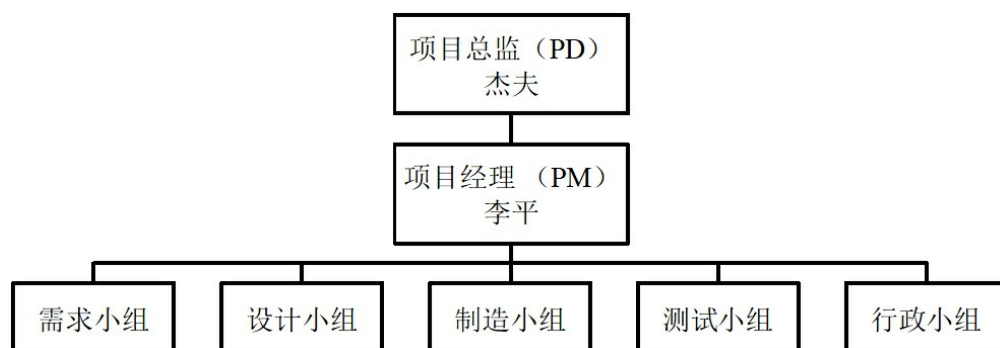 项目总监（PD）
杰夫
项目经理 （PM）
李平
需求小组
设计小组
制造小组
测试小组
行政小组